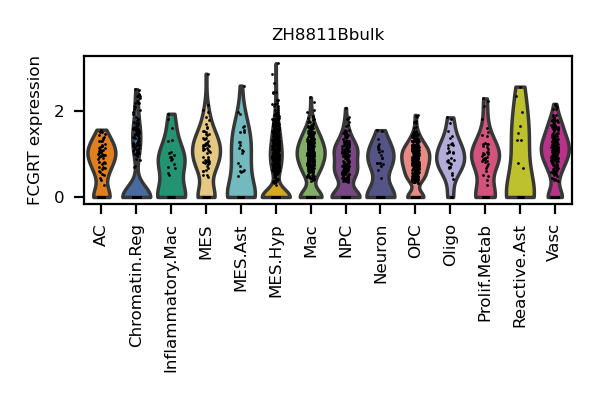 ZH8811Bbulk
FCGRT expression
2
0
AC
Chromatin.Reg
Inflammatory.Mac
MES
MES.Ast
MES.Hyp
Mac
NPC
Neuron
OPC
Oligo
Prolif.Metab
Reactive.Ast
Vasc